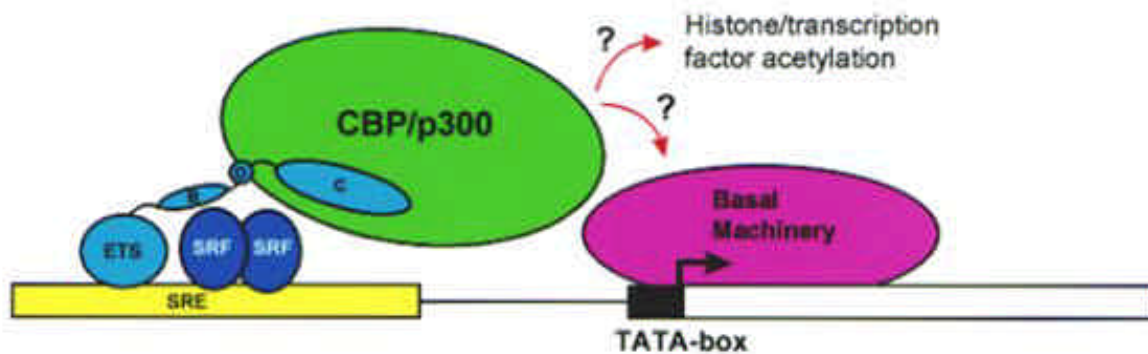 ?
Histone/transcription
factor acetylation
?
CBP/p300
D
C
B
Basal
Machinery
ETS
SRF
SRF
SRE
TATA-box